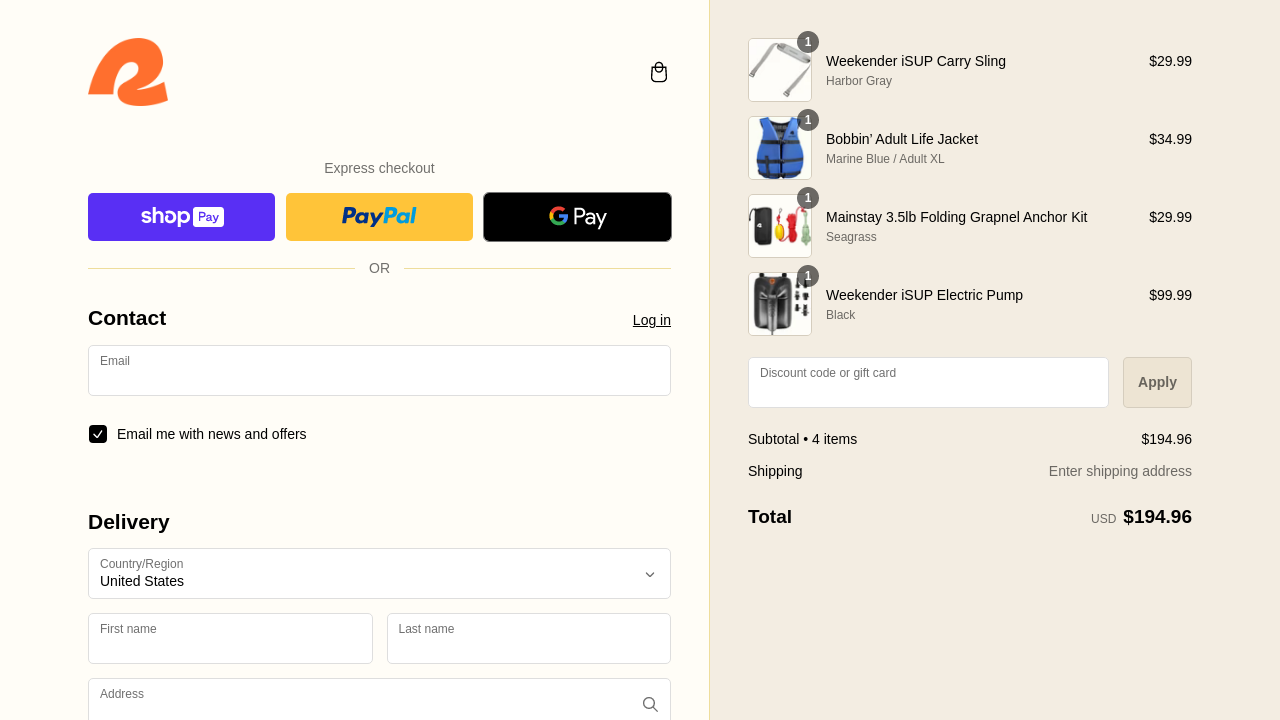 Express checkout
shop Pay
PayPal
G Pay
OR
Contact
Log in
Email
Email me with news and offers
Delivery
Country/Region
United States
First name
Last name
Address
1
Weekender iSUP Carry Sling
$29.99
Harbor Gray
1
Bobbin’ Adult Life Jacket
$34.99
Marine Blue / Adult XL
1
Mainstay 3.5lb Folding Grapnel Anchor Kit
$29.99
Seagrass
1
Weekender iSUP Electric Pump
$99.99
Black
Discount code or gift card
Apply
Subtotal • 4 items
$194.96
Shipping
Enter shipping address
Total
USD $194.96